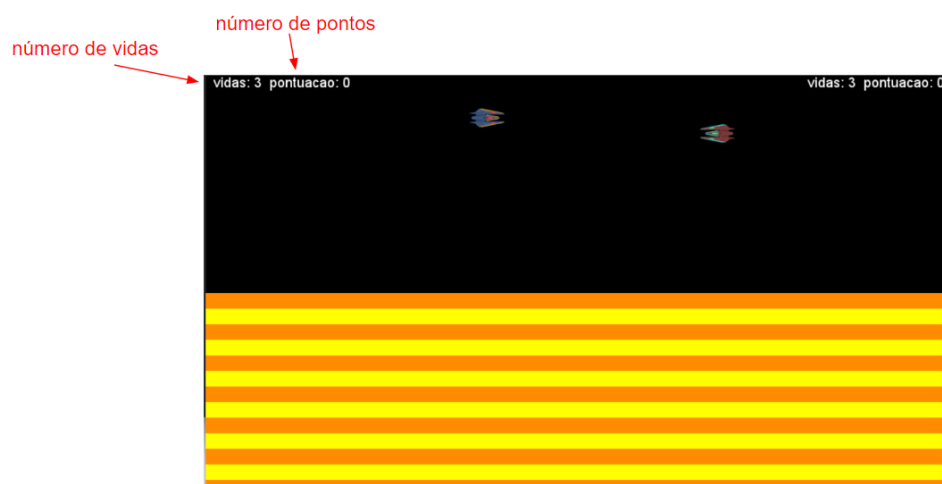 número de pontos
número de vidas
vidas: 3 pontuacao: 0
vidas: 3 pontuacao: 0